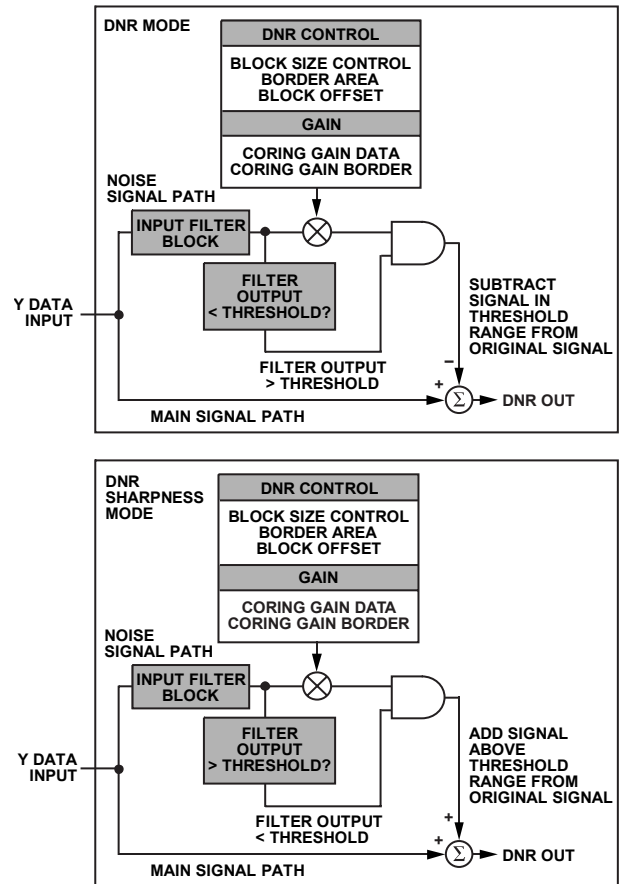 DNR MODE
DNR CONTROL
BLOCK SIZE CONTROL
BORDER AREA
BLOCK OFFSET
GAIN
CORING GAIN DATA
CORING GAIN BORDER
NOISE
SIGNAL PATH
INPUT FILTER
BLOCK
FILTER
OUTPUT
< THRESHOLD?
Y DATA
INPUT
SUBTRACT
SIGNAL IN
THRESHOLD
RANGE FROM
ORIGINAL SIGNAL
FILTER OUTPUT
> THRESHOLD
–
+
Σ
DNR OUT
MAIN SIGNAL PATH
DNR
SHARPNESS
MODE
DNR CONTROL
BLOCK SIZE CONTROL
BORDER AREA
BLOCK OFFSET
GAIN
CORING GAIN DATA
CORING GAIN BORDER
NOISE
SIGNAL PATH
INPUT FILTER
BLOCK
FILTER
OUTPUT
> THRESHOLD?
Y DATA
INPUT
ADD SIGNAL
ABOVE
THRESHOLD
RANGE FROM
ORIGINAL SIGNAL
FILTER OUTPUT
< THRESHOLD
+
+
Σ
DNR OUT
MAIN SIGNAL PATH